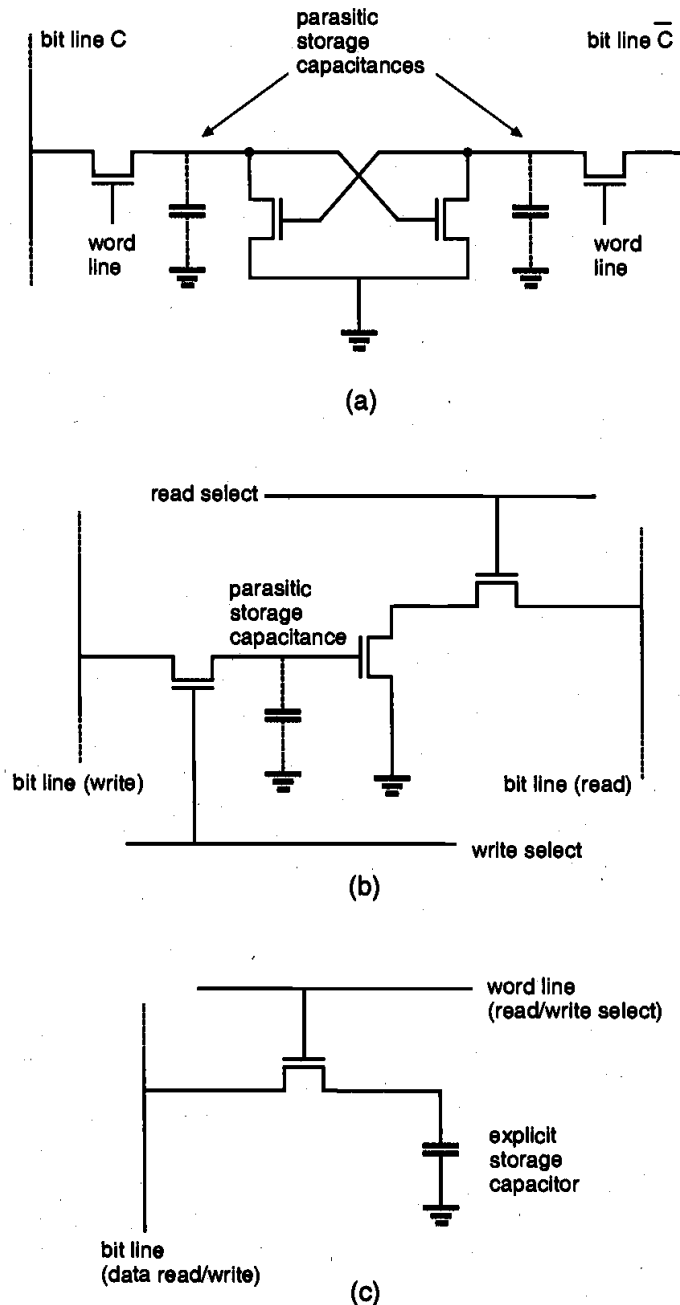 bit line C
parasitic
storage
capacitances
bit line C̅
word
line
word
line
(a)
read select
parasitic
storage
capacitance
bit line (write)
bit line (read)
write select
(b)
word line
(read/write select)
explicit
storage
capacitor
bit line
(data read/write)
(c)